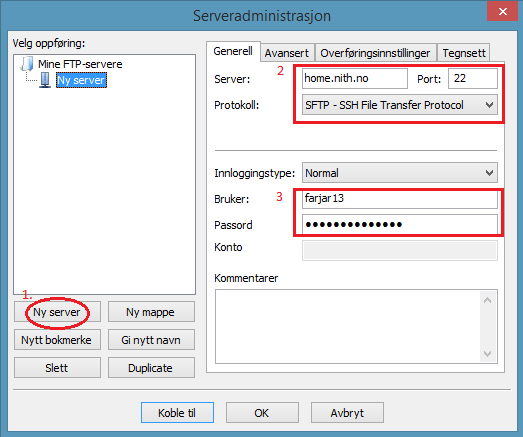 Serveradministrasjon
Velg oppføring:
Mine FTP-servere
Ny server
1.
Ny server
Ny mappe
Nytt bokmerke
Gi nytt navn
Slett
Duplicate
Generell
Avansert
Overføringsinnstillinger
Tegnsett
2
Server:
home.nith.no
Port:
22
Protokoll:
SFTP - SSH File Transfer Protocol
Innloggingstype:
Normal
3
Bruker:
farjar13
Passord
●●●●●●●●●●●●●●
Konto
Kommentarer
Koble til
OK
Avbryt